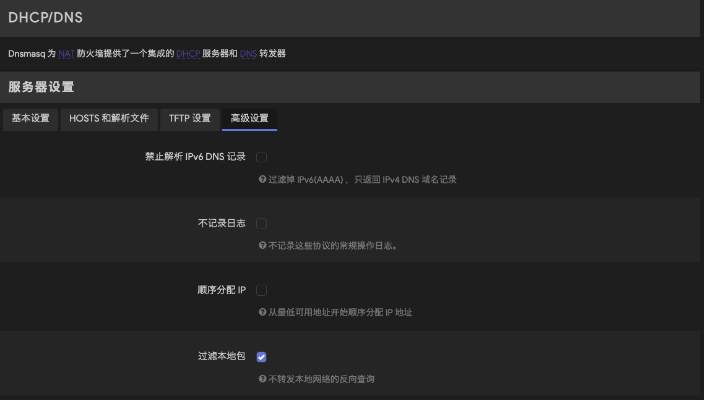 DHCP/DNS
Dnsmasq 为 NAT 防火墙提供了一个集成的 DHCP 服务器和 DNS 转发器
服务器设置
基本设置 HOSTS 和解析文件 TFTP 设置 高级设置
禁止解析 IPv6 DNS 记录
过滤掉 IPv6(AAAA) ，只返回 IPv4 DNS 域名记录
不记录日志
不记录这些协议的常规操作日志。
顺序分配 IP
从最低可用地址开始顺序分配 IP 地址
过滤本地包
不转发本地网络的反向查询